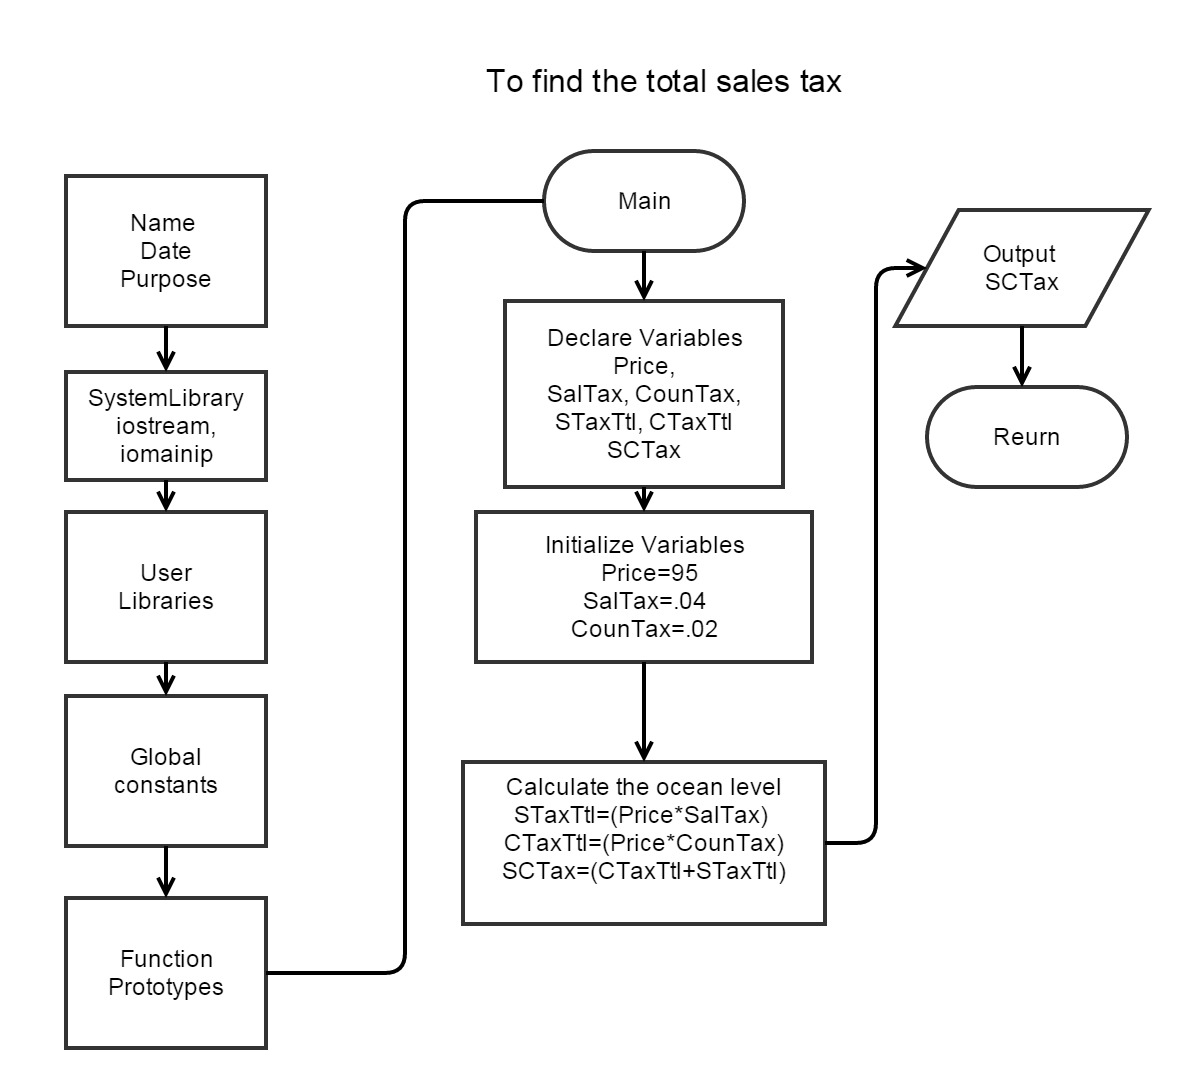 To find the total sales tax
Name
Date
Purpose
SystemLibrary
iostream,
iomainip
User
Libraries
Global
constants
Function
Prototypes
Main
Declare Variables
Price,
SalTax, CounTax,
STaxTtl, CTaxTtl
SCTax
Initialize Variables
Price=95
SalTax=.04
CounTax=.02
Calculate the ocean level
STaxTtl=(Price*SalTax)
CTaxTtl=(Price*CounTax)
SCTax=(CTaxTtl+STaxTtl)
Output
SCTax
Reurn